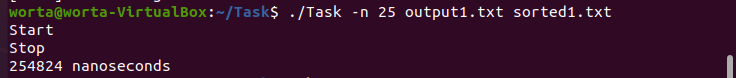 worta@worta-VirtualBox:~/Task$ ./Task -n 25 output1.txt sorted1.txt
Start
Stop
254824 nanoseconds